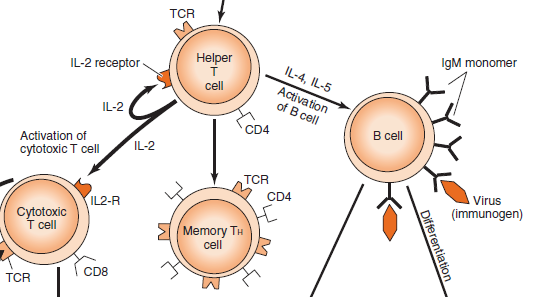 TCR
IL-2 receptor
Helper
T
cell
IL-4, IL-5
Activation
of B cell
IgM monomer
IL-2
CD4
B cell
Activation of
cytotoxic T cell
IL-2
TCR
CD4
IL2-R
Cytotoxic
T cell
Memory TH
cell
Virus
(immunogen)
Differentiation
TCR
CD8